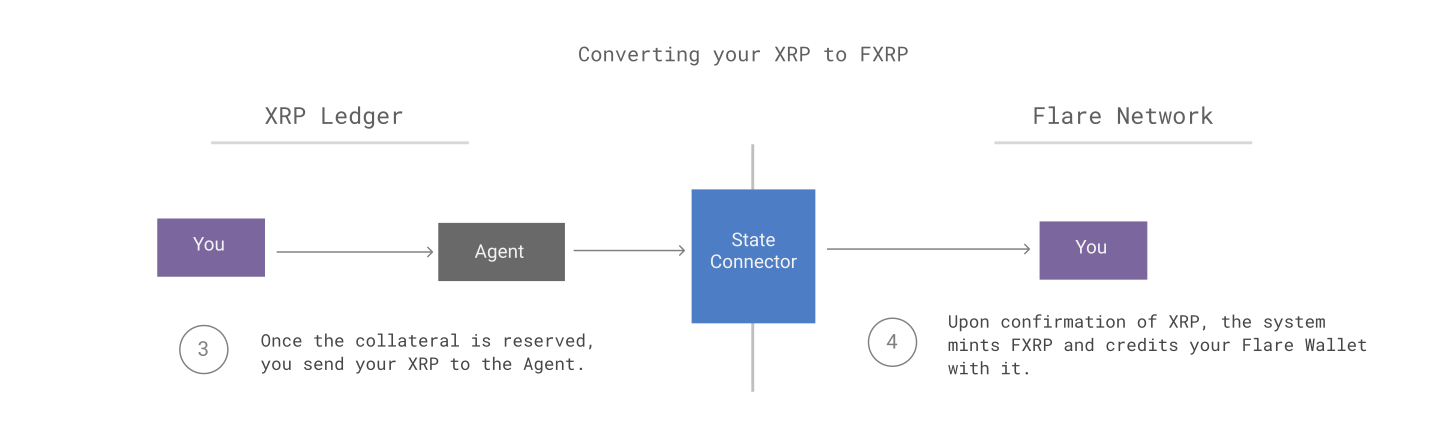 Converting your XRP to FXRP
XRP Ledger
Flare Network
You
Agent
State
Connector
You
3
Once the collateral is reserved,
you send your XRP to the Agent.
4
Upon confirmation of XRP, the system
mints FXRP and credits your Flare Wallet
with it.